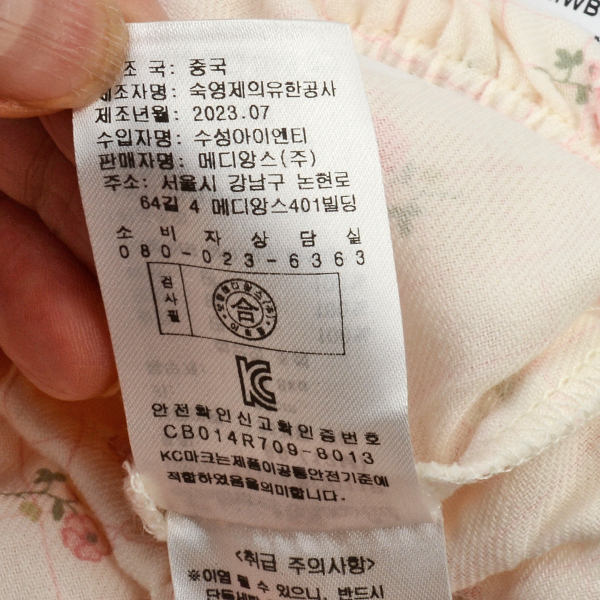 조 국: 중국
제조자명: 숙영제의유한공사
제조년월: 2023.07
수입자명: 수성아이엔티
판매자명: 메디앙스(주)
주소: 서울시 강남구 논현로
64길 4 메디앙스401빌딩
소 비 자 상 담 실
080-023-6363
검사필
合
KC
안전확인신고확인증번호
CB014R709-8013
KC마크는제품이공통안전기준에
적합하였음을의미합니다.
<취급 주의사항>
※이염 될 수 있으니, 반드시
단독세탁